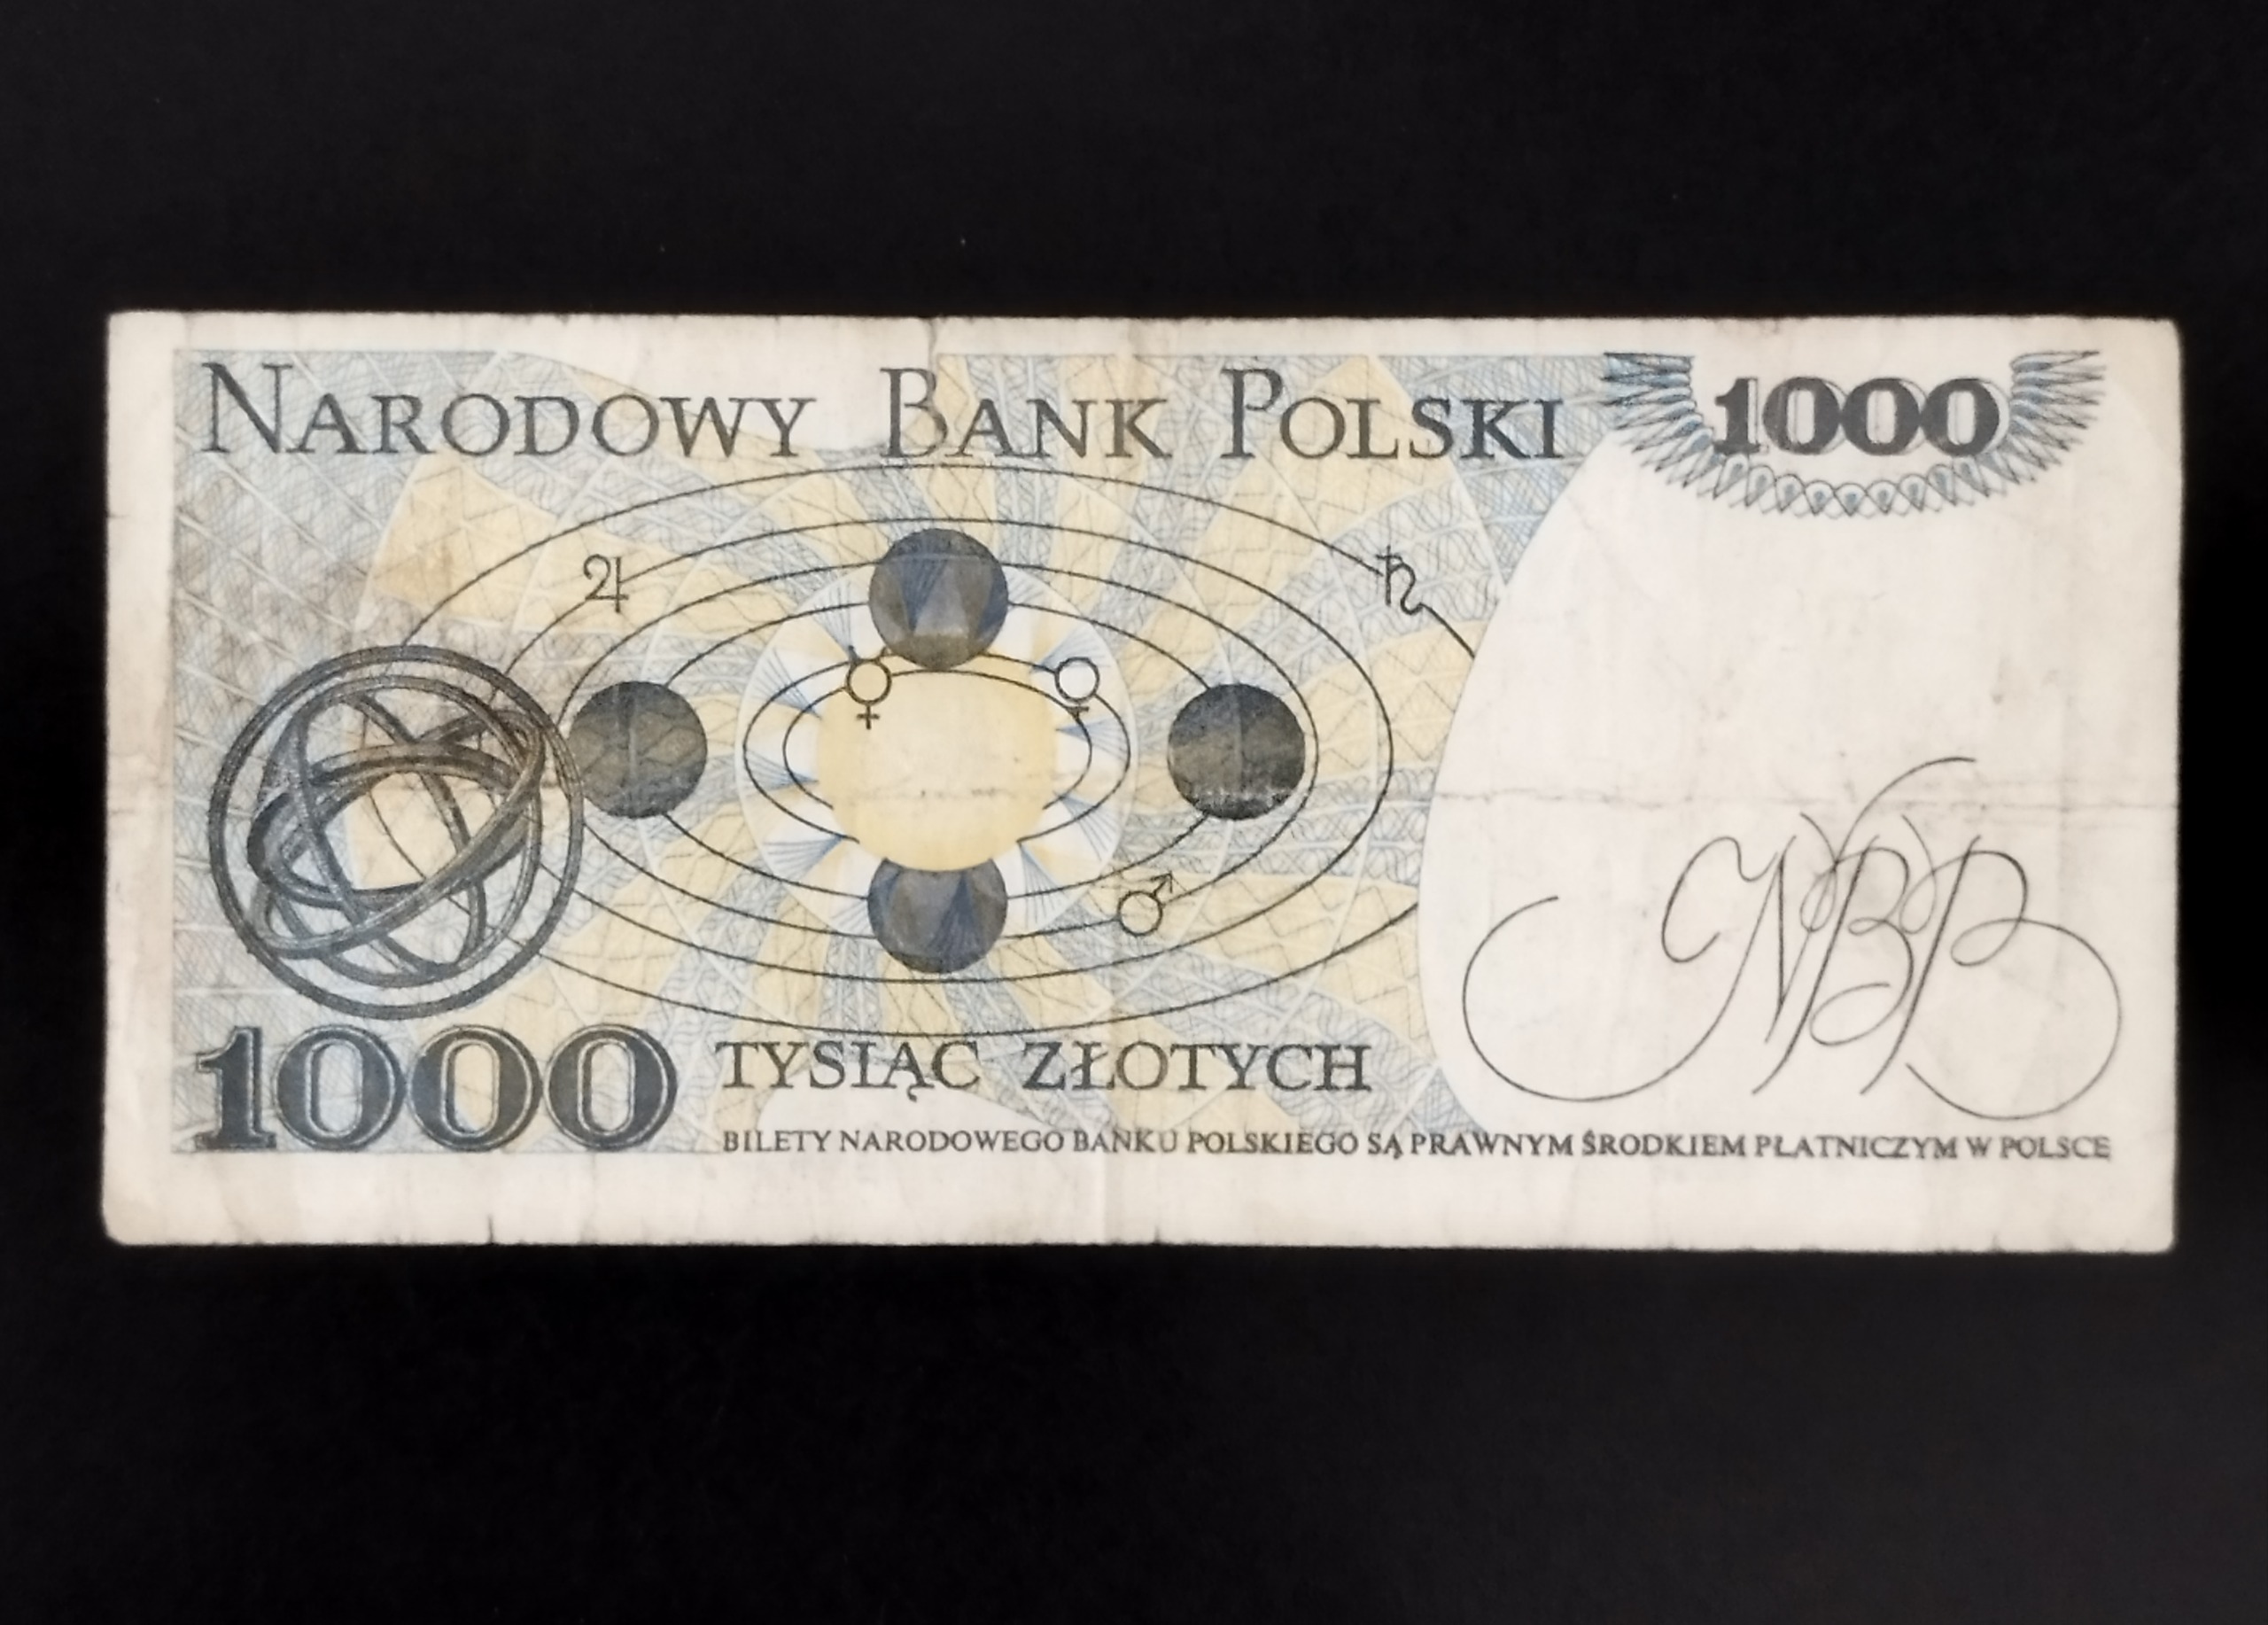 NARODOWY BANK POLSKI
1000
♃
♄
☿
♀
♂
NBP
1000
TYSIĄC ZŁOTYCH
BILETY NARODOWEGO BANKU POLSKIEGO SĄ PRAWNYM ŚRODKIEM PŁATNICZYM W POLSCE